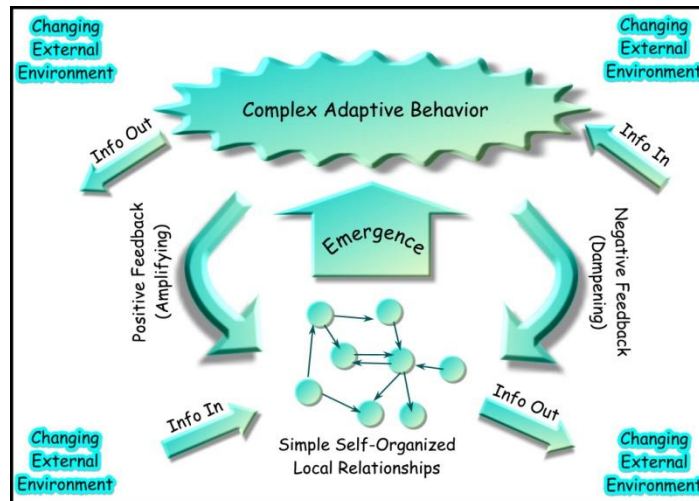 Changing
External
Environment
Changing
External
Environment
Complex Adaptive Behavior
Info Out
Info In
Positive Feedback
(Amplifying)
Emergence
Negative Feedback
(Dampening)
Info In
Info Out
Simple Self-Organized
Local Relationships
Changing
External
Environment
Changing
External
Environment